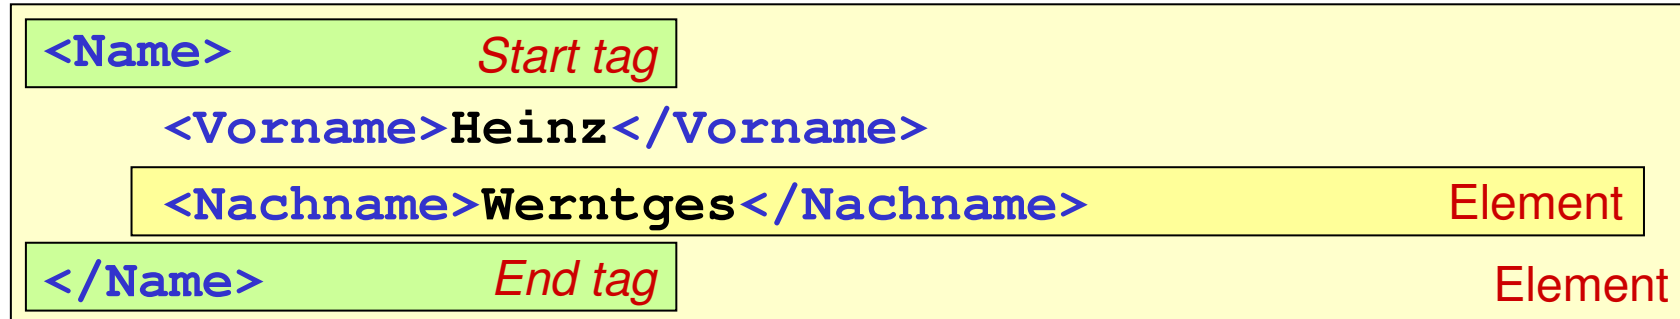 <Name> Start tag
<Vorname>Heinz</Vorname>
<Nachname>Werntges</Nachname> Element
</Name> End tag Element